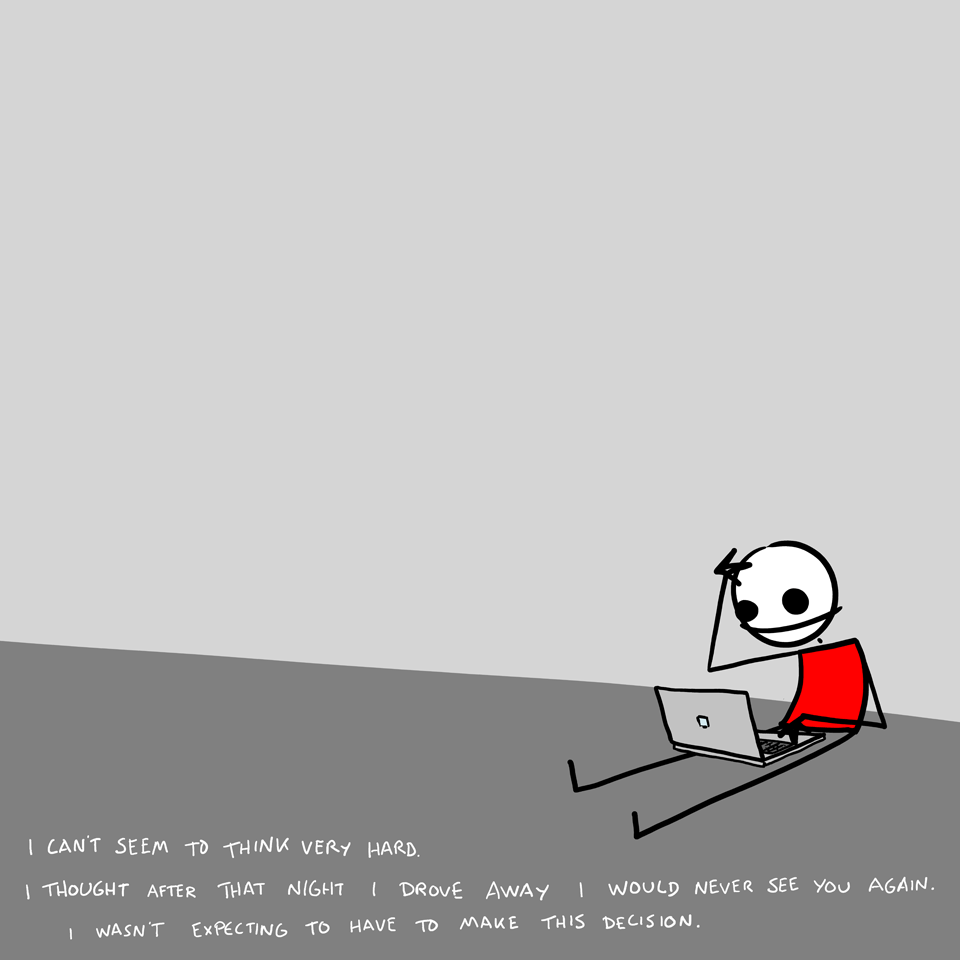 I CAN'T SEEM TO THINK VERY HARD.
I THOUGHT AFTER THAT NIGHT I DROVE AWAY I WOULD NEVER SEE YOU AGAIN.
I WASN'T EXPECTING TO HAVE TO MAKE THIS DECISION.